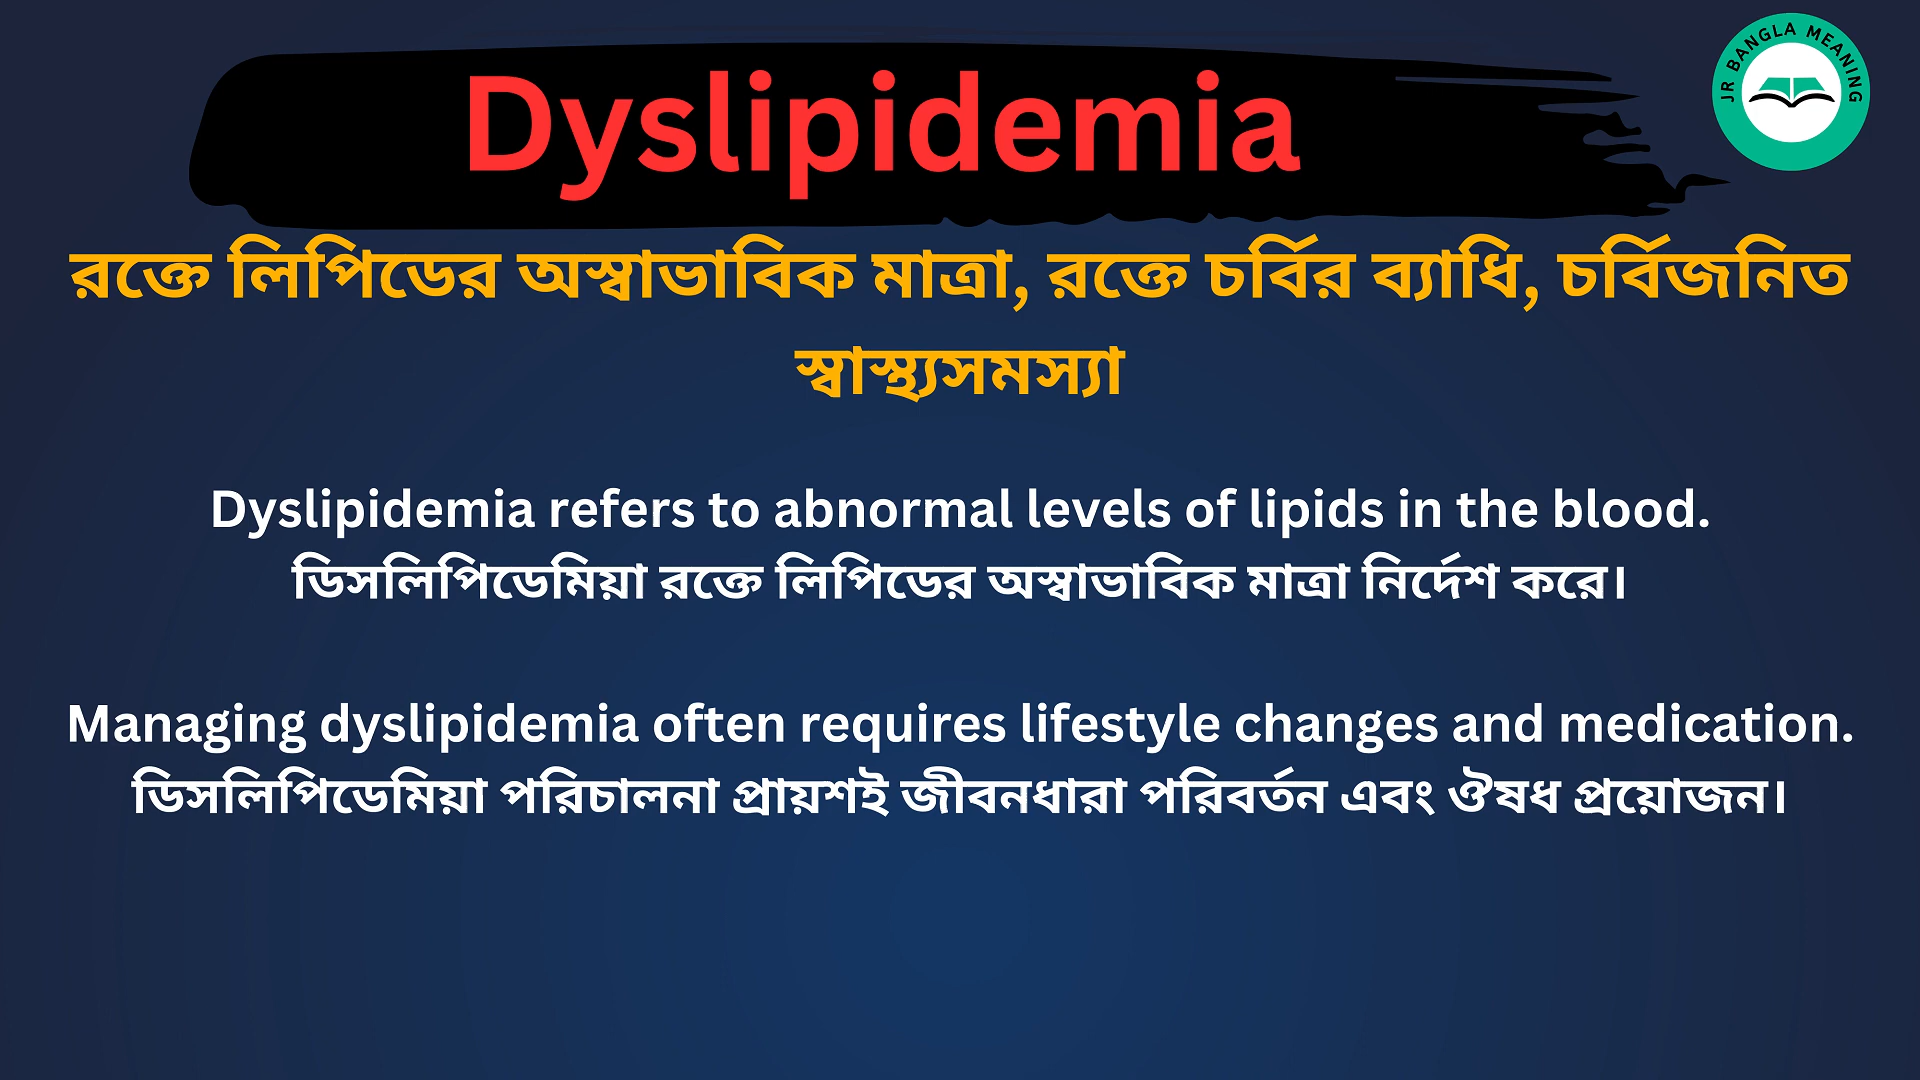 Dyslipidemia
JR BANGLA MEANING
রক্তে লিপিডের অস্বাভাবিক মাত্রা, রক্তে চর্বির ব্যাধি, চর্বিজনিত
স্বাস্থ্যসমস্যা
Dyslipidemia refers to abnormal levels of lipids in the blood.
ডিসলিপিডেমিয়া রক্তে লিপিডের অস্বাভাবিক মাত্রা নির্দেশ করে।
Managing dyslipidemia often requires lifestyle changes and medication.
ডিসলিপিডেমিয়া পরিচালনা প্রায়শই জীবনধারা পরিবর্তন এবং ঔষধ প্রয়োজন।